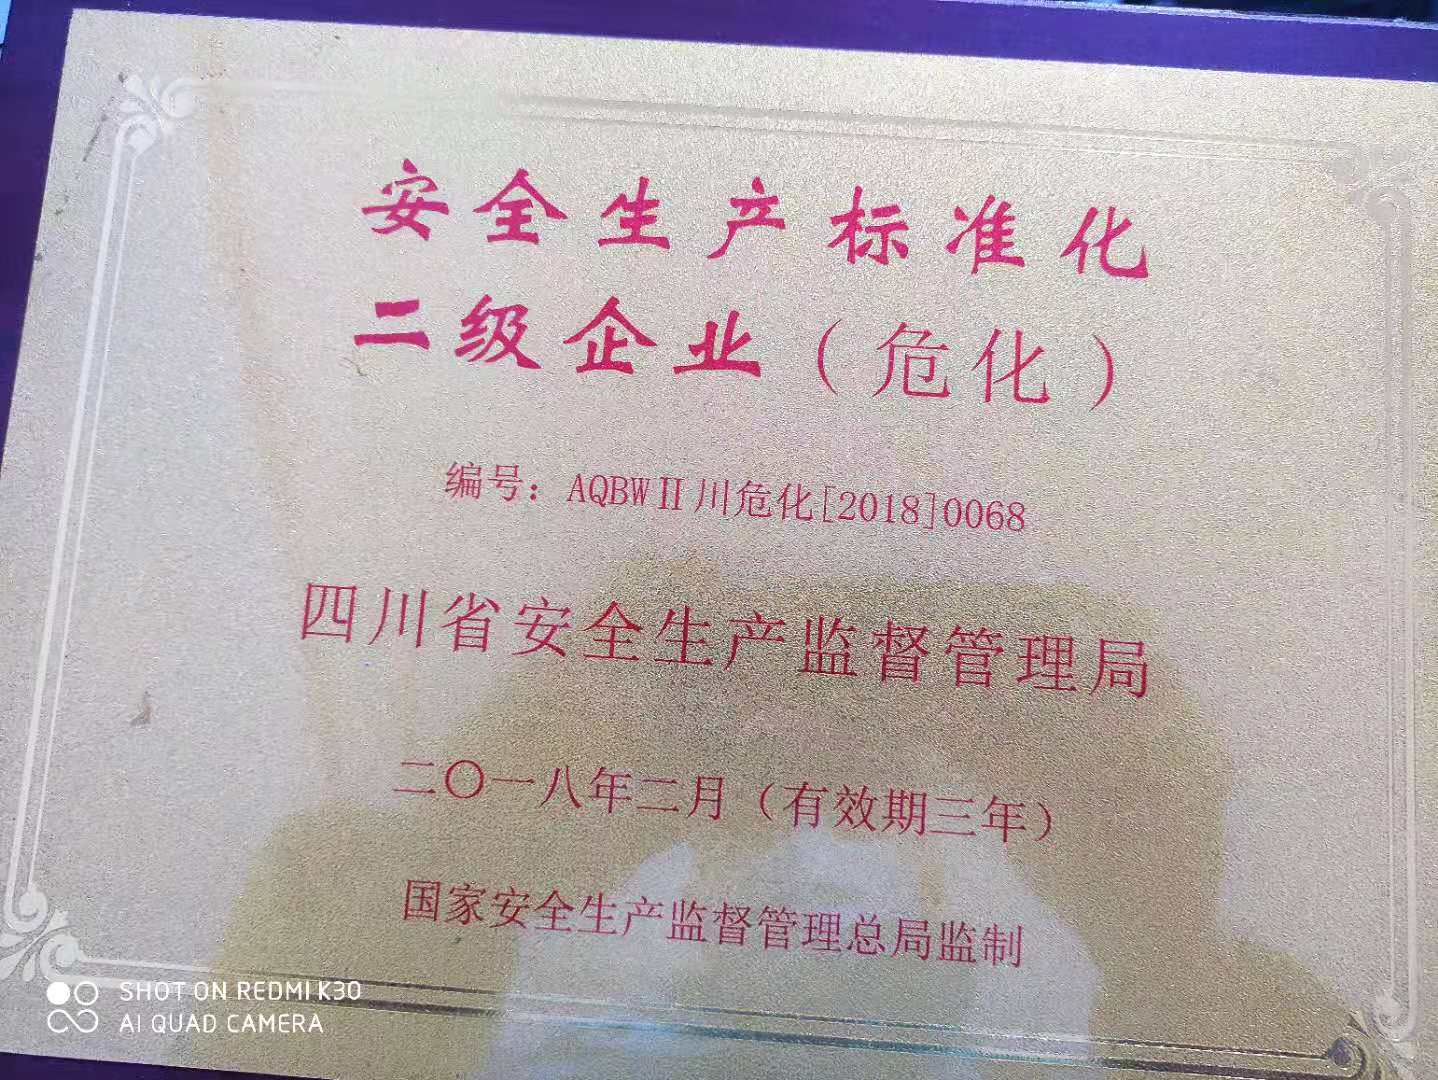 安全生产标准化
二级企业（危化）
编号：AQBWⅡ川危化[2018]0068
四川省安全生产监督管理局
二〇一八年二月（有效期三年）
国家安全生产监督管理总局监制
SHOT ON REDMI K30
AI QUAD CAMERA